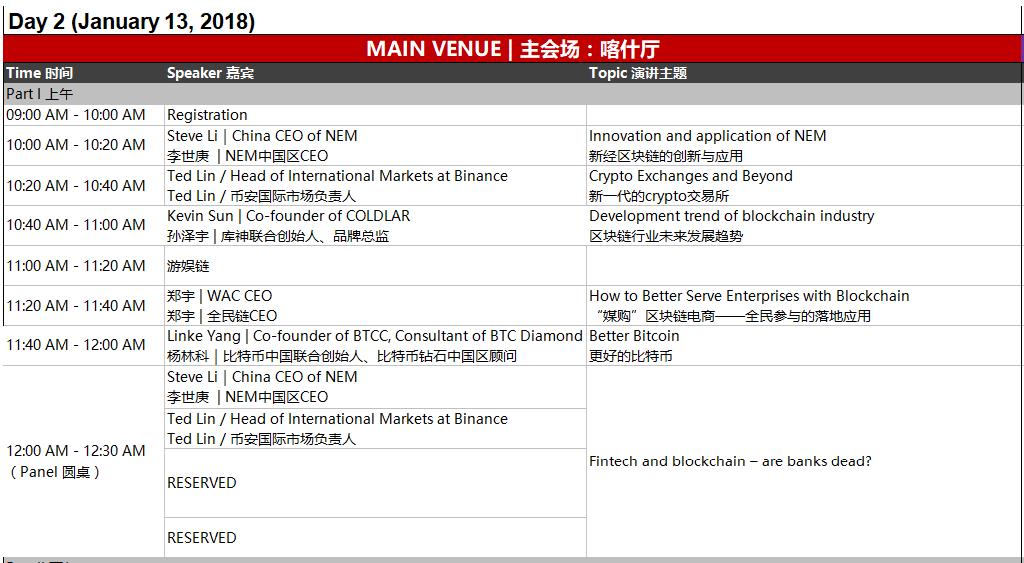 Day 2 (January 13, 2018)
MAIN VENUE | 主会场：喀什厅
Time 时间 Speaker 嘉宾 Topic 演讲主题
Part I 上午
09:00 AM - 10:00 AM Registration
10:00 AM - 10:20 AM
Steve Li | China CEO of NEM
李世庚 | NEM中国区CEO
Innovation and application of NEM
新经区块链的创新与应用
10:20 AM - 10:40 AM
Ted Lin / Head of International Markets at Binance
Ted Lin / 币安国际市场负责人
Crypto Exchanges and Beyond
新一代的crypto交易所
10:40 AM - 11:00 AM
Kevin Sun | Co-founder of COLDLAR
孙泽宇 | 库神联合创始人、品牌总监
Development trend of blockchain industry
区块链行业未来发展趋势
11:00 AM - 11:20 AM
游娱链
11:20 AM - 11:40 AM
郑宇 | WAC CEO
郑宇 | 全民链CEO
How to Better Serve Enterprises with Blockchain
“媒购”区块链电商——全民参与的落地应用
11:40 AM - 12:00 AM
Linke Yang | Co-founder of BTCC, Consultant of BTC Diamond
杨林科 | 比特币中国联合创始人、比特币钻石中国区顾问
Better Bitcoin
更好的比特币
12:00 AM - 12:30 AM
（Panel 圆桌）
Steve Li | China CEO of NEM
李世庚 | NEM中国区CEO
Ted Lin / Head of International Markets at Binance
Ted Lin / 币安国际市场负责人
RESERVED
RESERVED
Fintech and blockchain – are banks dead?